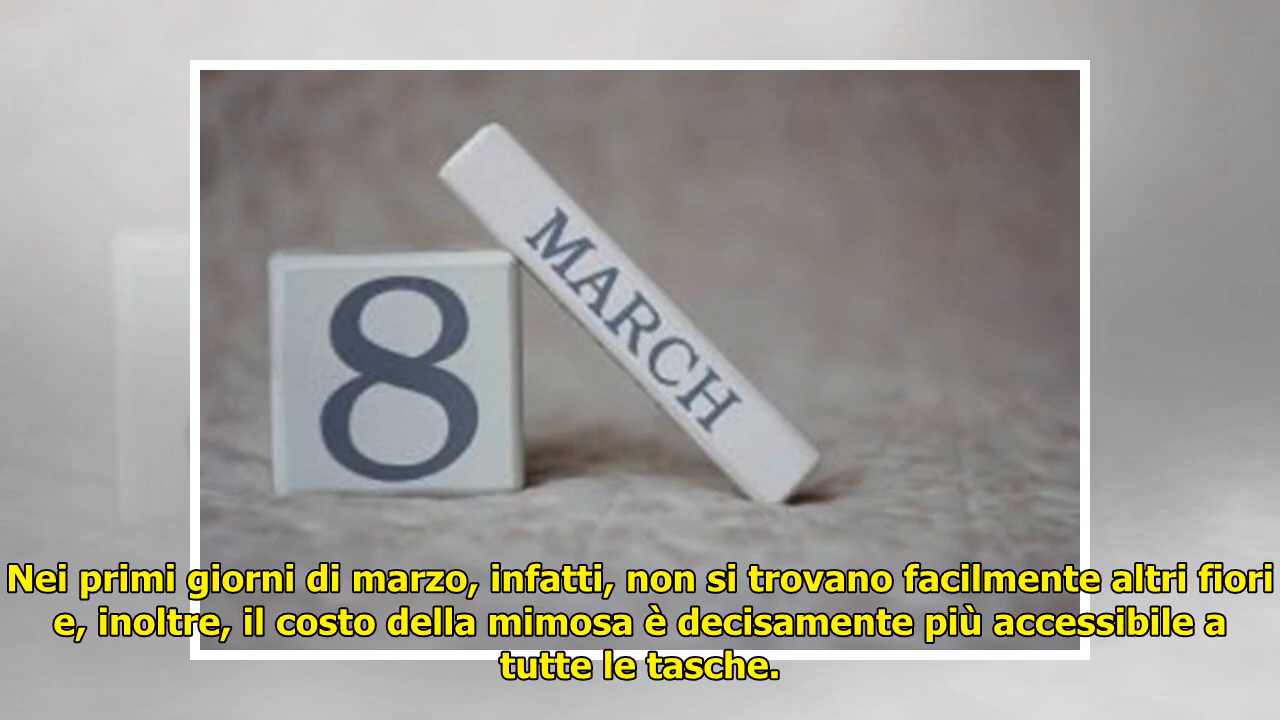 8
MARCH
Nei primi giorni di marzo, infatti, non si trovano facilmente altri fiori
e, inoltre, il costo della mimosa è decisamente più accessibile a
tutte le tasche.